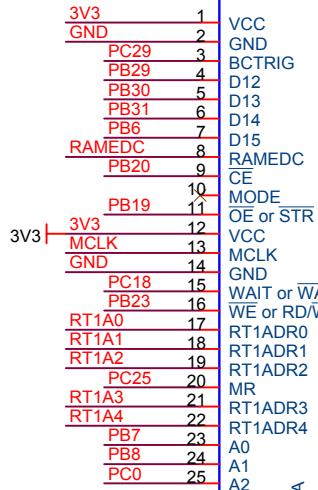 3V3 1 VCC
GND 2 GND
PC29 3 BCTRIG
PB29 4 D12
PB30 5 D13
PB31 6 D14
PB6 7 D15
RAMEDC 8 RAMEDC
PB20 9 CE
10 MODE
PB19 11 OE or STR
3V3 3V3 12 VCC
MCLK 13 MCLK
GND 14 GND
PC18 15 WAIT or WA
PB23 16 WE or RD/W
RT1A0 17 RT1ADR0
RT1A1 18 RT1ADR1
RT1A2 19 RT1ADR2
PC25 20 MR
RT1A3 21 RT1ADR3
RT1A4 22 RT1ADR4
PB7 23 A0
PB8 24 A1
PC0 25 A2